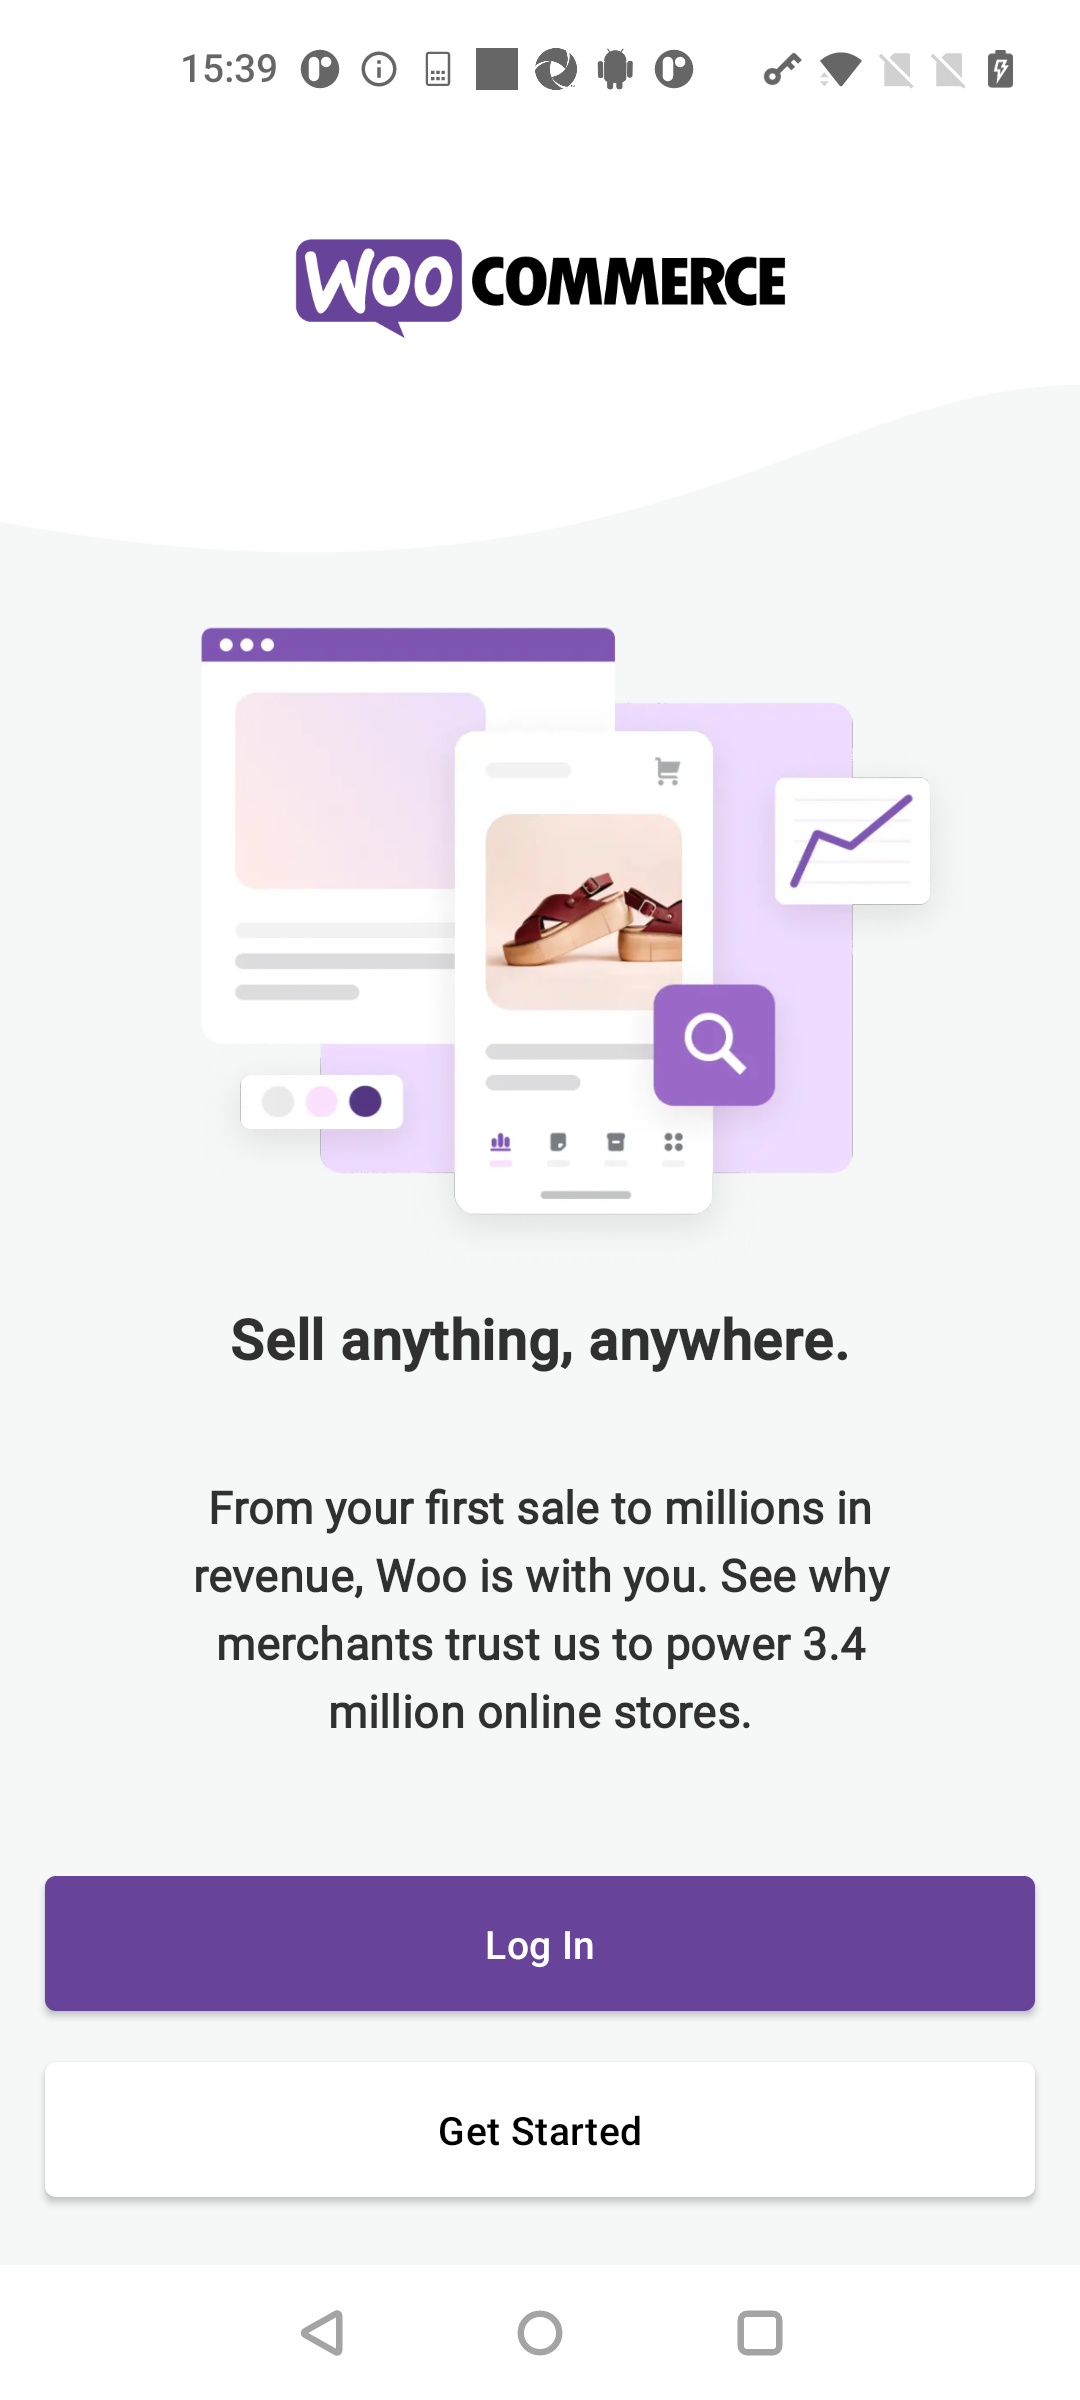 15:39
WOO COMMERCE
Sell anything, anywhere.
From your first sale to millions in
revenue, Woo is with you. See why
merchants trust us to power 3.4
million online stores.
Log In
Get Started